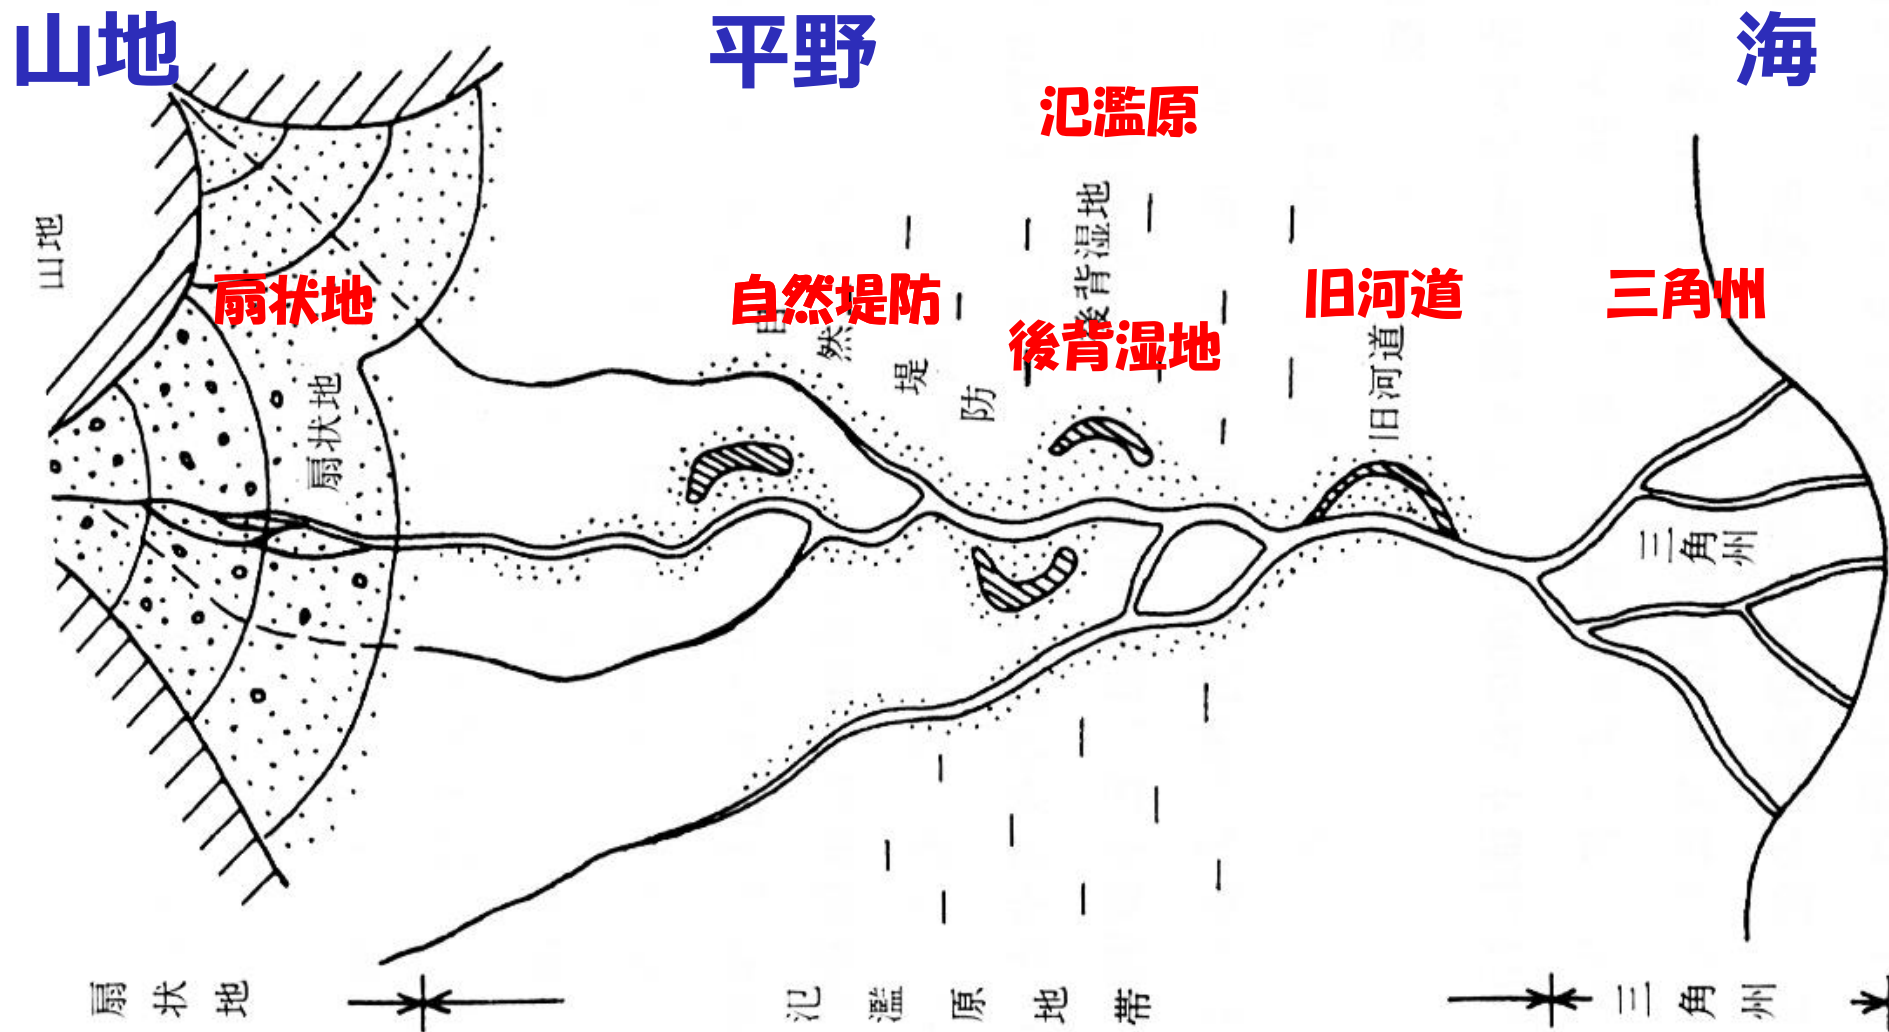 山地
平野
海
氾濫原
扇状地
自然堤防
後背湿地
旧河道
三角州
山地
扇状地
自然堤防
後背湿地
旧河道
三角州
扇状地
氾濫原地帯
三角州